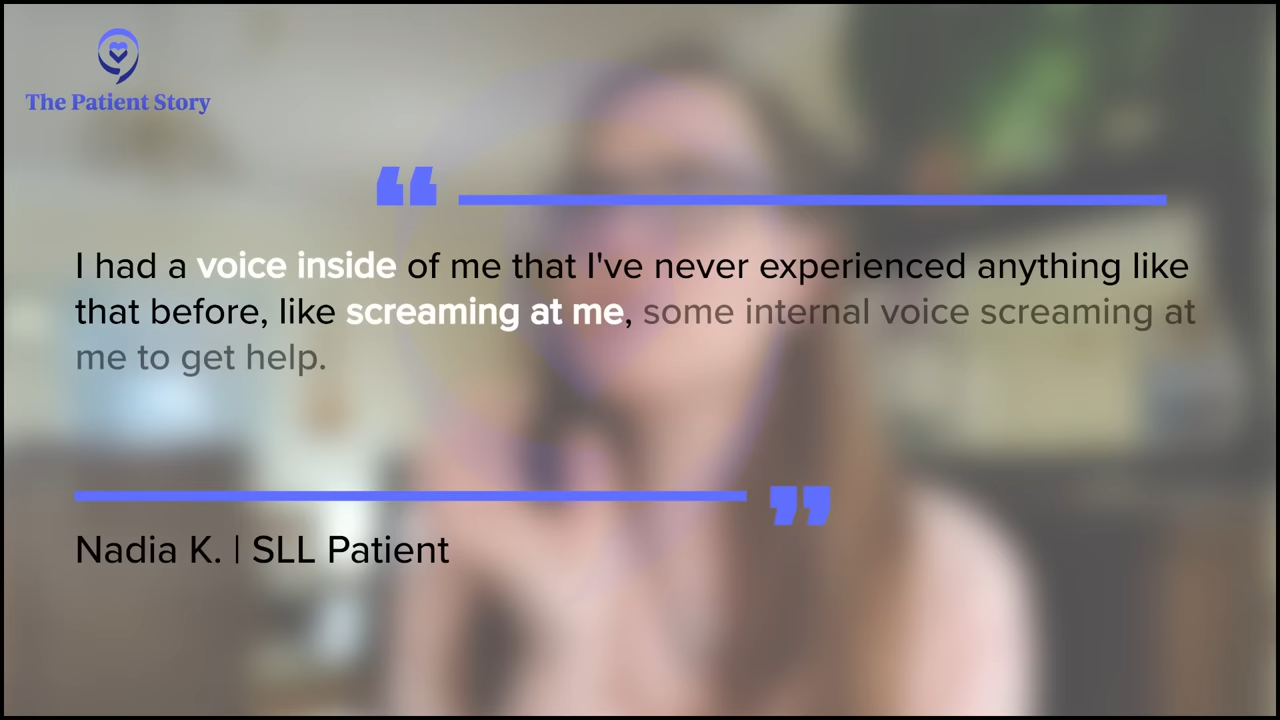 The Patient Story
“
I had a voice inside of me that I've never experienced anything like
that before, like screaming at me, some internal voice screaming at
me to get help.
”
Nadia K. | SLL Patient